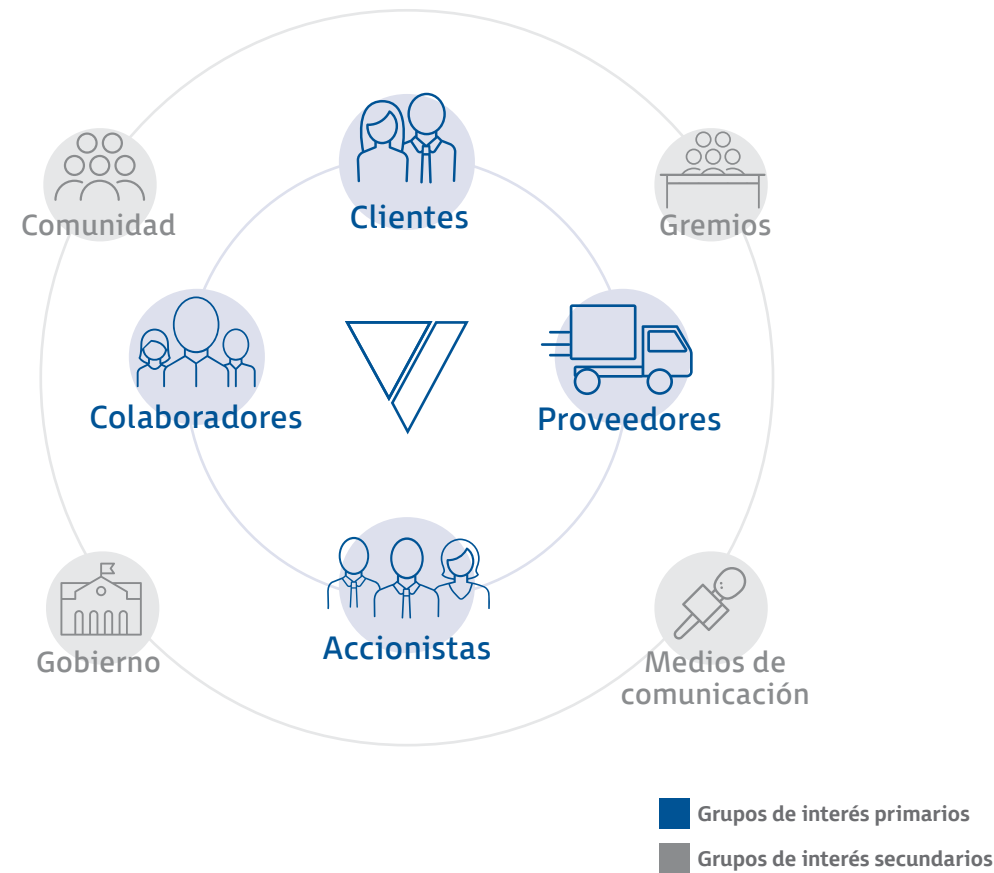 Clientes
Comunidad
Gremios
Colaboradores
Proveedores
Accionistas
Gobierno
Medios de
comunicación
Grupos de interés primarios
Grupos de interés secundarios